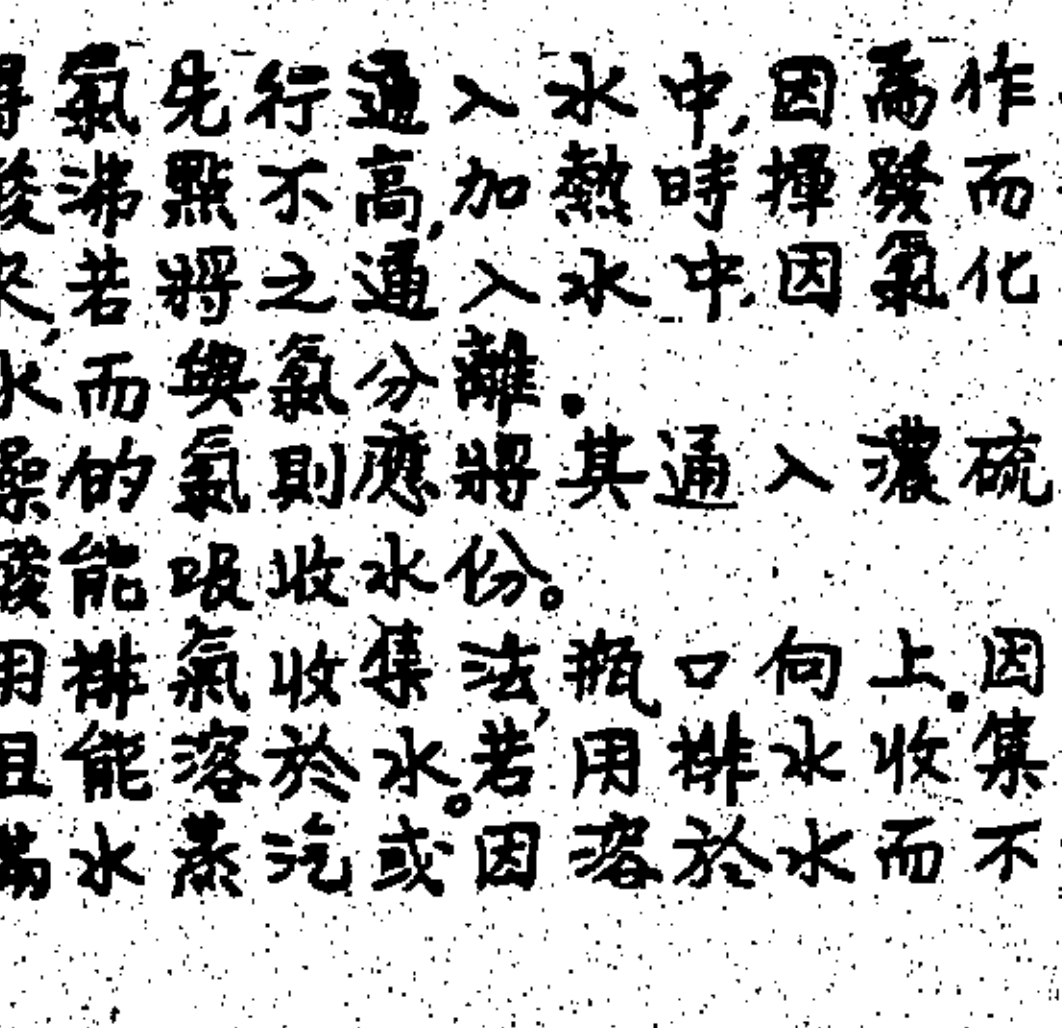 得氯先行通入水中,因為作
酸沸點不高,加熱時揮發而
來,若將之通入水中,因氯化
水,而與氯分離.
燥的氯則應將其通入濃硫
酸能吸收水份。
用排氣收集法,瓶口向上.因
且能溶於水。若用排水收集
水蒸汽或因溶於水而不